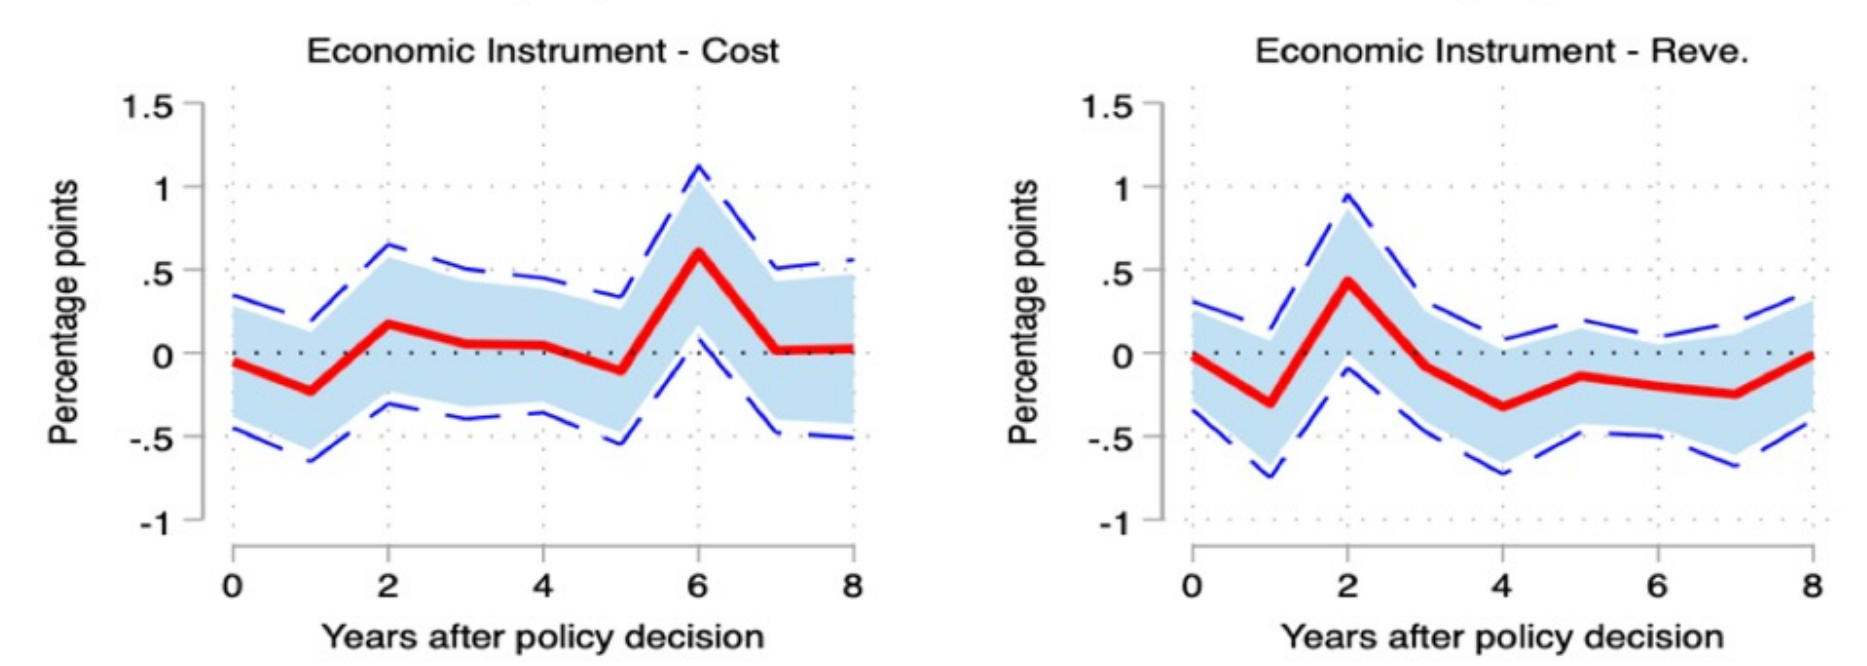 Economic Instrument - Cost
Percentage points
1.5
1
.5
0
-.5
-1
0 2 4 6 8
Years after policy decision
Economic Instrument - Reve.
Percentage points
1.5
1
.5
0
-.5
-1
0 2 4 6 8
Years after policy decision